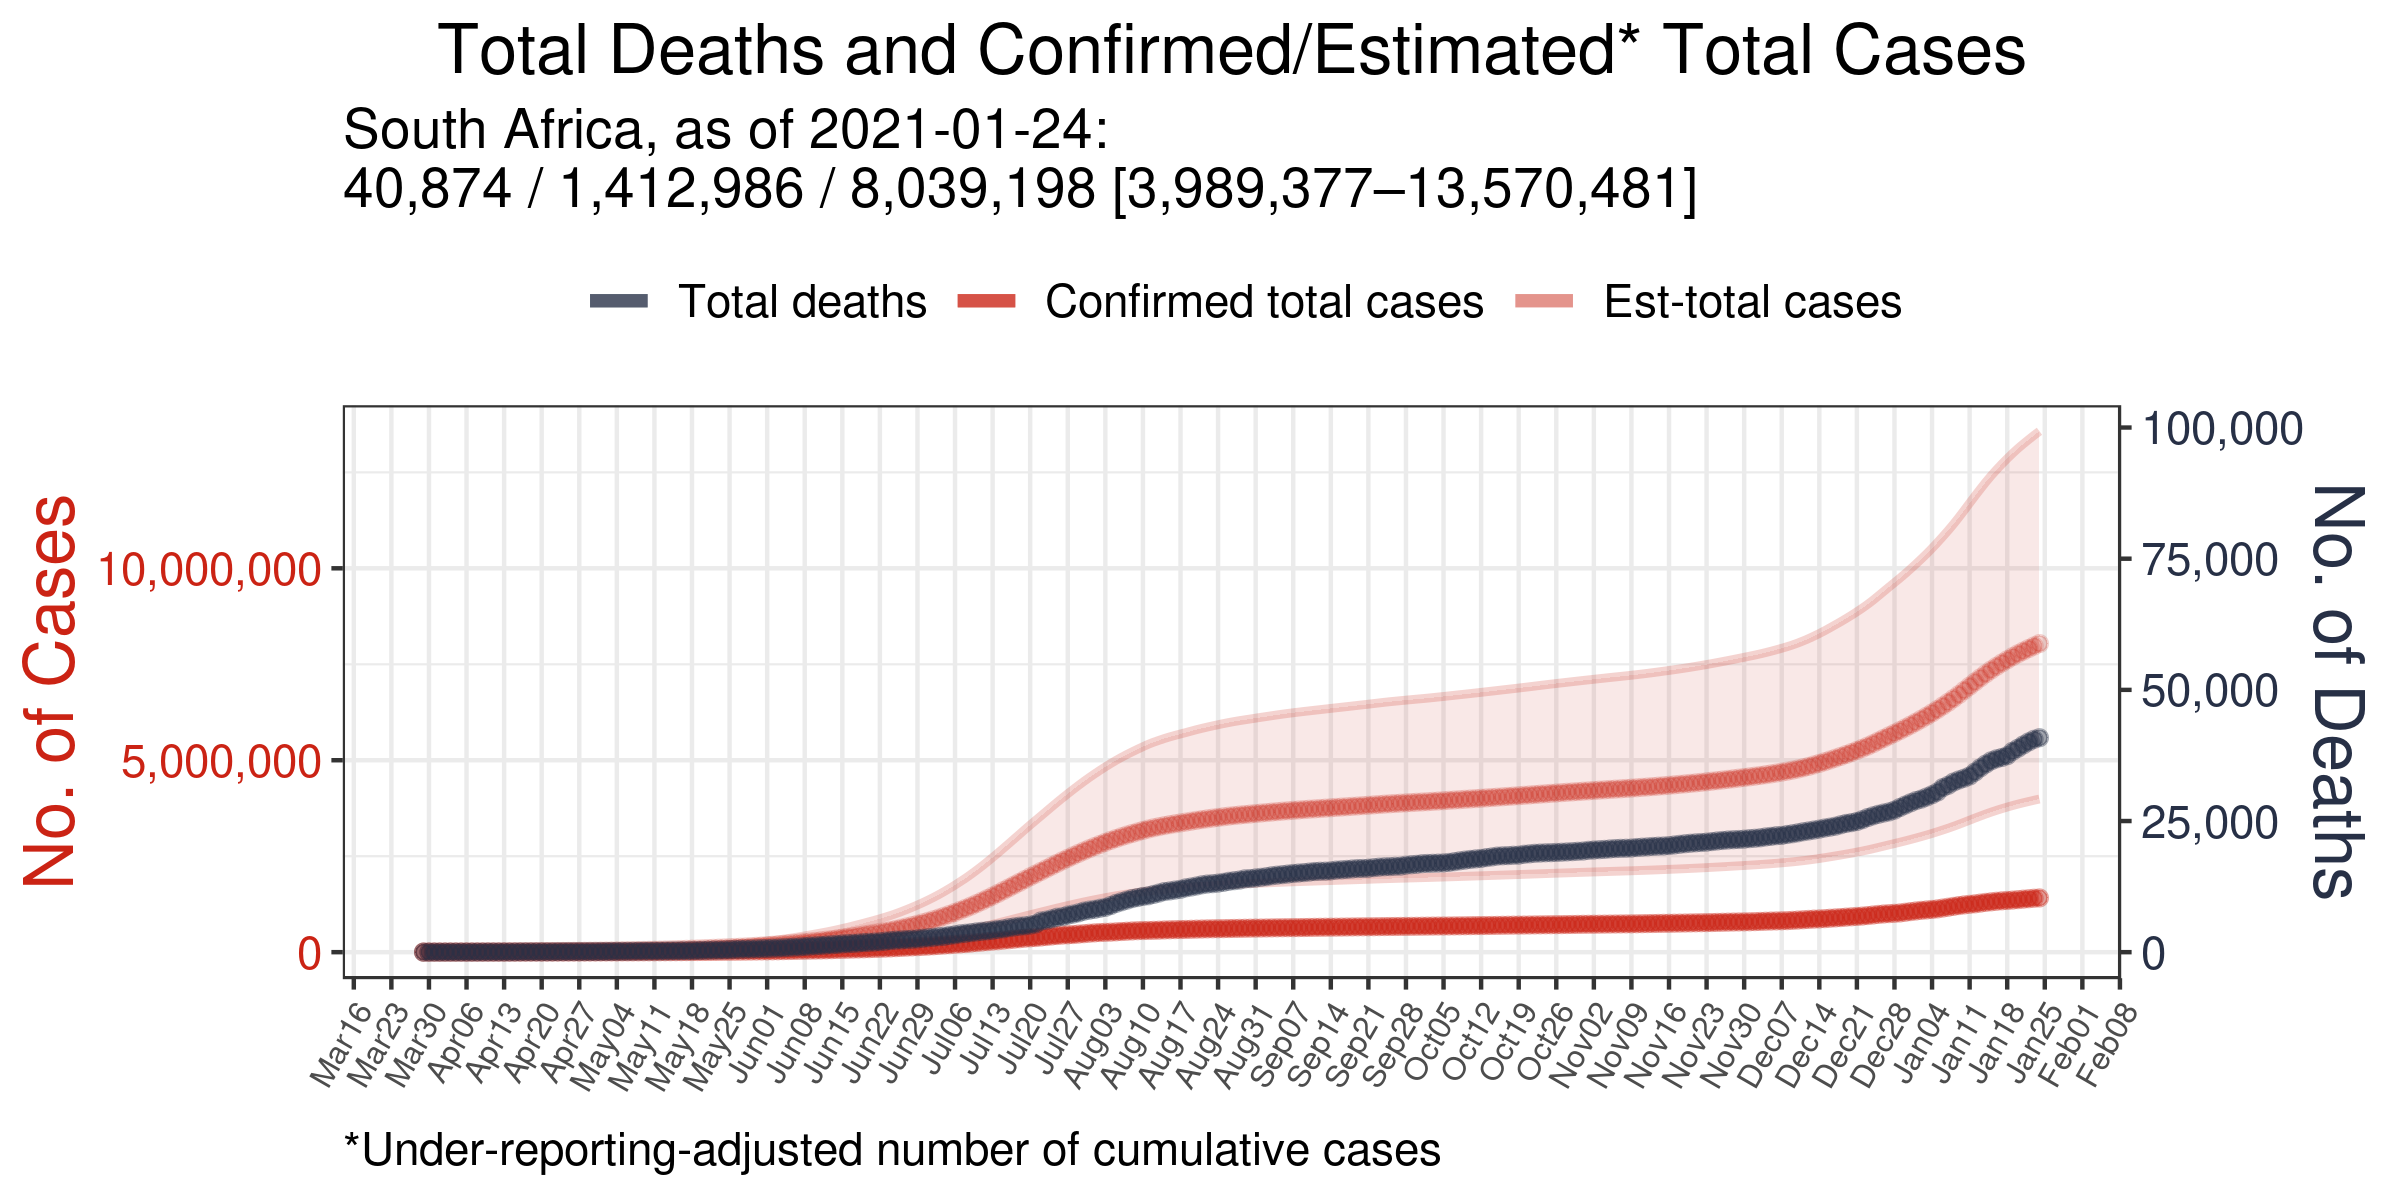 Total Deaths and Confirmed/Estimated* Total Cases
South Africa, as of 2021-01-24:
40,874 / 1,412,986 / 8,039,198 [3,989,377–13,570,481]
Total deaths
Confirmed total cases
Est-total cases
No. of Cases
10,000,000
5,000,000
0
100,000
75,000
50,000
25,000
0
No. of Deaths
Mar16
Mar23
Mar30
Apr06
Apr13
Apr20
Apr27
May04
May11
May18
May25
Jun01
Jun08
Jun15
Jun22
Jun29
Jul06
Jul13
Jul20
Jul27
Aug03
Aug10
Aug17
Aug24
Aug31
Sep07
Sep14
Sep21
Sep28
Oct05
Oct12
Oct19
Oct26
Nov02
Nov09
Nov16
Nov23
Nov30
Dec07
Dec14
Dec21
Dec28
Jan04
Jan11
Jan18
Jan25
Feb01
Feb08
*Under-reporting-adjusted number of cumulative cases